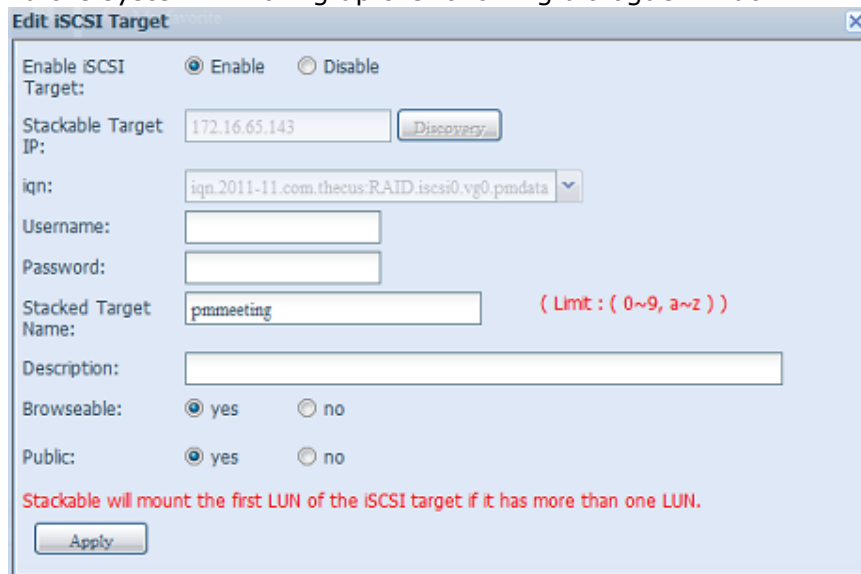 Edit iSCSI Target
Enable iSCSI Target:
Enable
Disable
Stackable Target IP:
172.16.65.143
Discovery
iqn:
iqn.2011-11.com.thecus:RAID.iscsi0.vg0.pmdata
Username:
Password:
Stacked Target Name:
pmmeeting
( Limit : ( 0~9, a~z ) )
Description:
Browseable:
yes
no
Public:
yes
no
Stackable will mount the first LUN of the iSCSI target if it has more than one LUN.
Apply